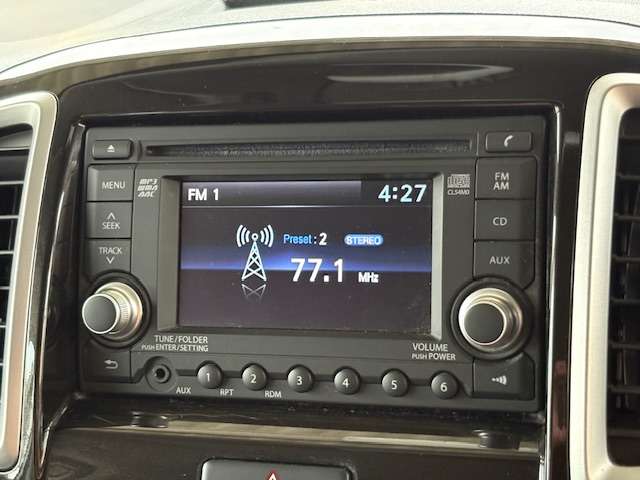 MENU
MP3
WMA
AAC
SEEK
TRACK
FM 1 4:27
Preset : 2 STEREO
77.1 MHz
CLS4M0
FM
AM
CD
AUX
TUNE/FOLDER
PUSH ENTER/SETTING
VOLUME
PUSH POWER
AUX
1 RPT 2 RDM 3 4 5 6